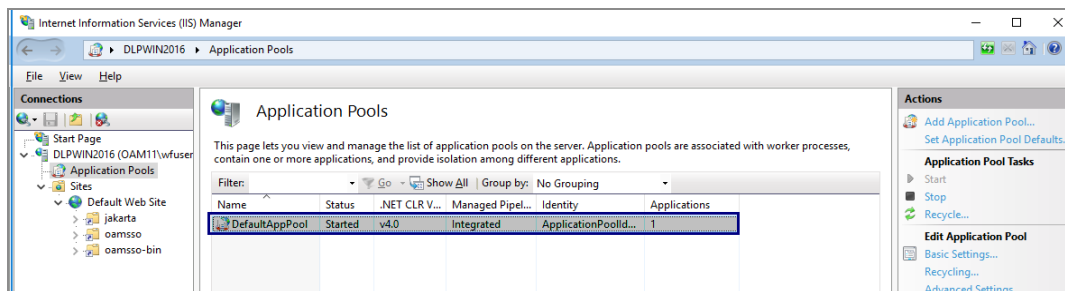 Internet Information Services (IIS) Manager
DLPWIN2016 Application Pools
File View Help
Connections
Start Page
DLPWIN2016 (OAM11\wfuser
Application Pools
Sites
Default Web Site
jakarta
oamsso
oamsso-bin
Application Pools
This page lets you view and manage the list of application pools on the server. Application pools are associated with worker processes,
contain one or more applications, and provide isolation among different applications.
Filter: Go Show All Group by: No Grouping
Name Status .NET CLR V... Managed Pipel... Identity Applications
DefaultAppPool Started v4.0 Integrated ApplicationPoolId... 1
Actions
Add Application Pool...
Set Application Pool Defaults...
Application Pool Tasks
Start
Stop
Recycle...
Edit Application Pool
Basic Settings...
Recycling...
Advanced Settings